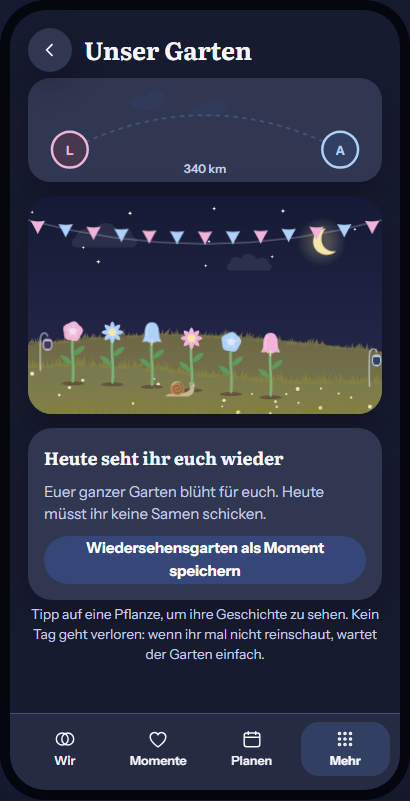 Unser Garten
L
A
340 km
Heute seht ihr euch wieder
Euer ganzer Garten blüht für euch. Heute
müsst ihr keine Samen schicken.
Wiedersehensgarten als Moment
speichern
Tipp auf eine Pflanze, um ihre Geschichte zu sehen. Kein
Tag geht verloren: wenn ihr mal nicht reinschaut, wartet
der Garten einfach.
Wir
Momente
Planen
Mehr